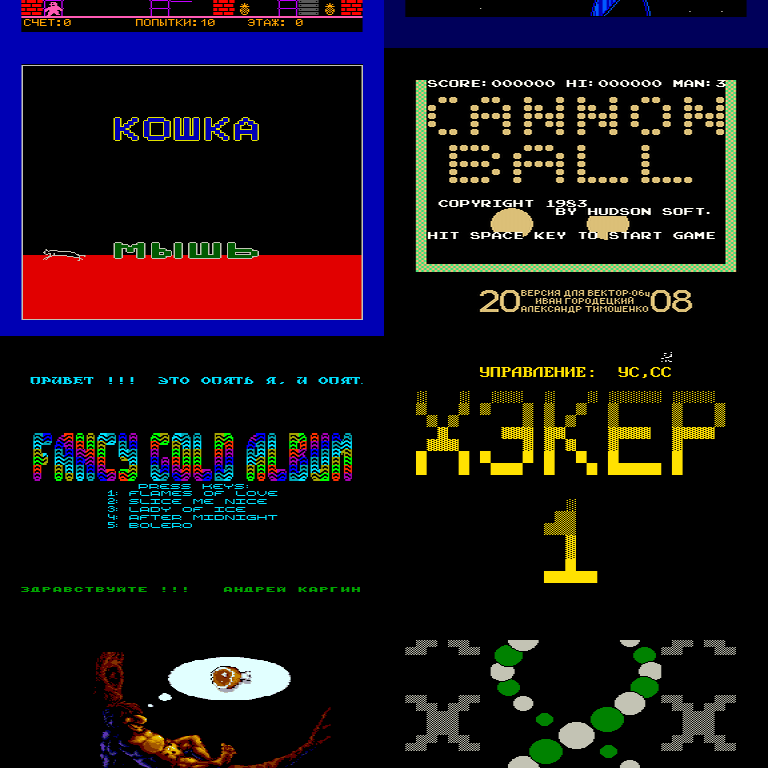 СЧЕТ:0 ПОПЫТКИ:10 ЭТАЖ: 0
КОШКА
МЫШЬ
SCORE:000000 HI:000000 MAN:3
CANNON
BALL
COPYRIGHT 1983
BY HUDSON SOFT.
HIT SPACE KEY TO START GAME
20 ВЕРСИЯ ДЛЯ ВЕКТОР-06Ц 08
ИВАН ГОРОДЕЦКИЙ
АЛЕКСАНДР ТИМОШЕНКО
ПРИВЕТ !!! ЭТО ОПЯТЬ Я, И ОПЯТ
FANCY GOLD ALBUM
PRESS KEYS:
1: FLAMES OF LOVE
2: SLICE ME NICE
3: LADY OF ICE
4: AFTER MIDNIGHT
5: BOLERO
ЗДРАВСТВУЙТЕ !!! АНДРЕЙ КАРГИН
УПРАВЛЕНИЕ: УС,СС
ХЭКЕР
1